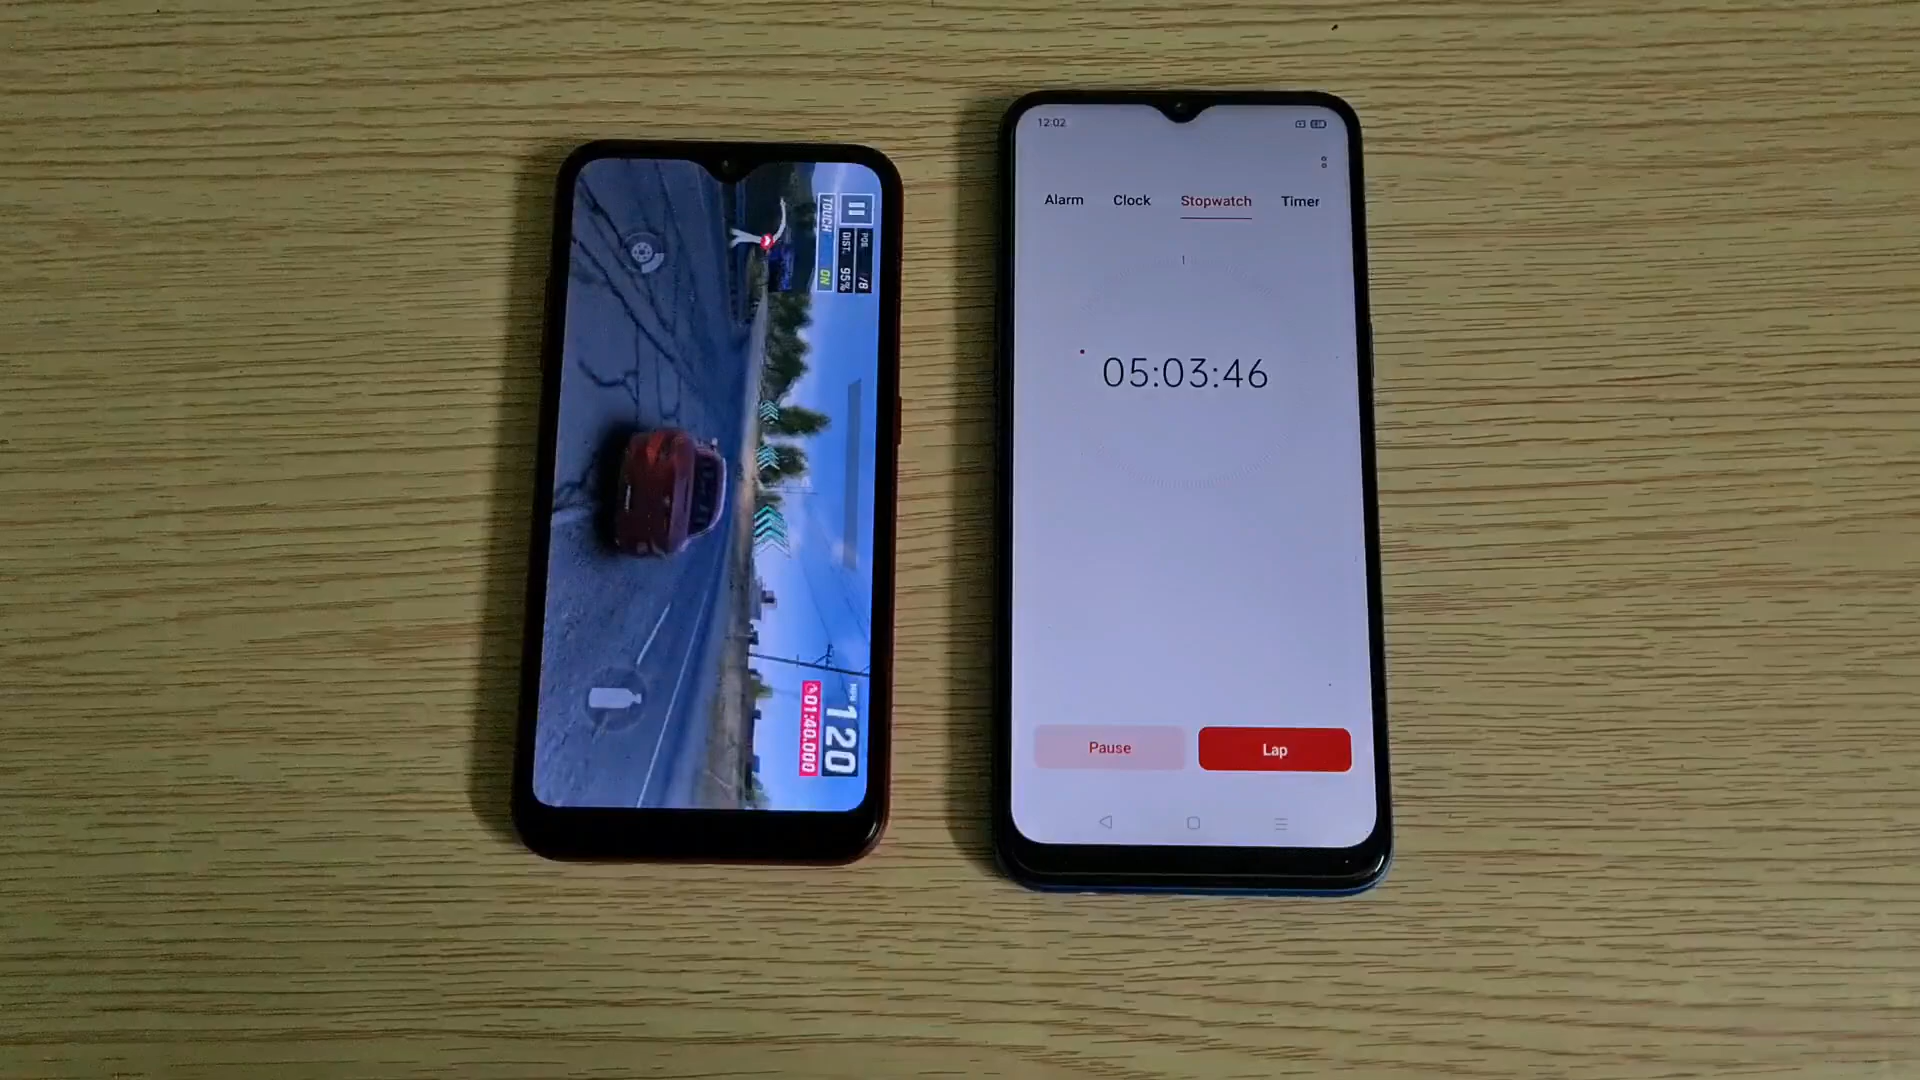 POS. /8
DIST. 95%
TOUCH ON
MPH
120
01:40.000
12:02
Alarm Clock Stopwatch Timer
05:03:46
Pause Lap